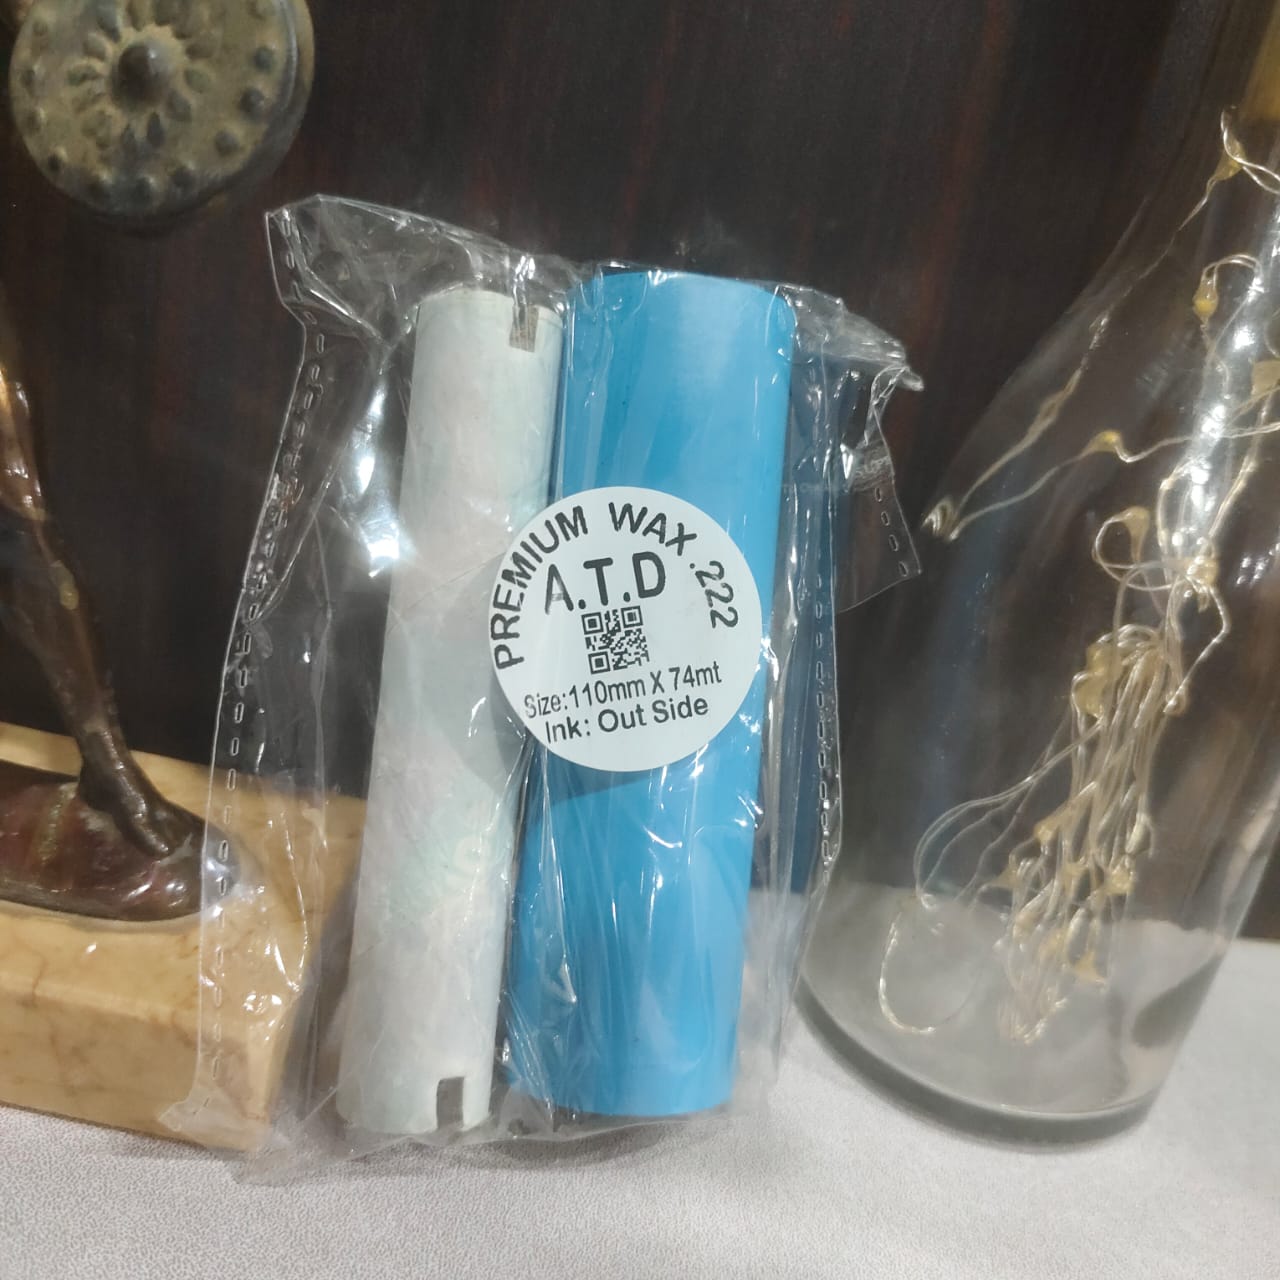 PREMIUM WAX .222
A.T.D
Size:110mm X 74mt
Ink: Out Side